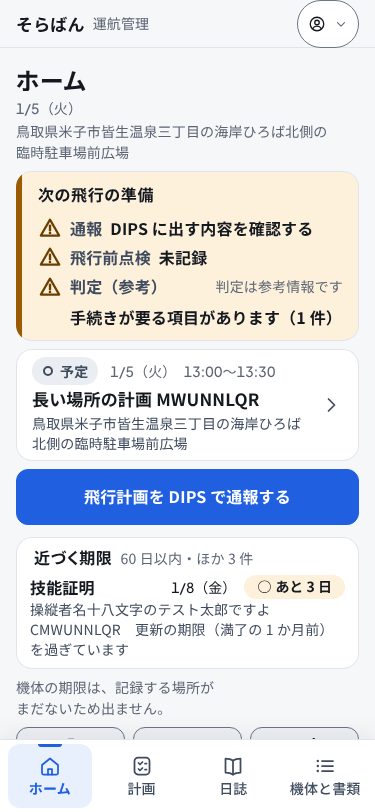 そらばん 運航管理
ホーム
1/5（火）
鳥取県米子市皆生温泉三丁目の海岸ひろば北側の
臨時駐車場前広場
次の飛行の準備
通報 DIPS に出す内容を確認する
飛行前点検 未記録
判定（参考） 判定は参考情報です
手続きが要る項目があります（1 件）
予定 1/5（火） 13:00〜13:30
長い場所の計画 MWUNNLQR
鳥取県米子市皆生温泉三丁目の海岸ひろば
北側の臨時駐車場前広場
飛行計画を DIPS で通報する
近づく期限 60 日以内・ほか 3 件
技能証明 1/8（金） あと 3 日
操縦者名十八文字のテスト太郎ですよ
CMWUNNLQR 更新の期限（満了の 1 か月前）
を過ぎています
機体の期限は、記録する場所が
まだないため出ません。
ホーム 計画 日誌 機体と書類